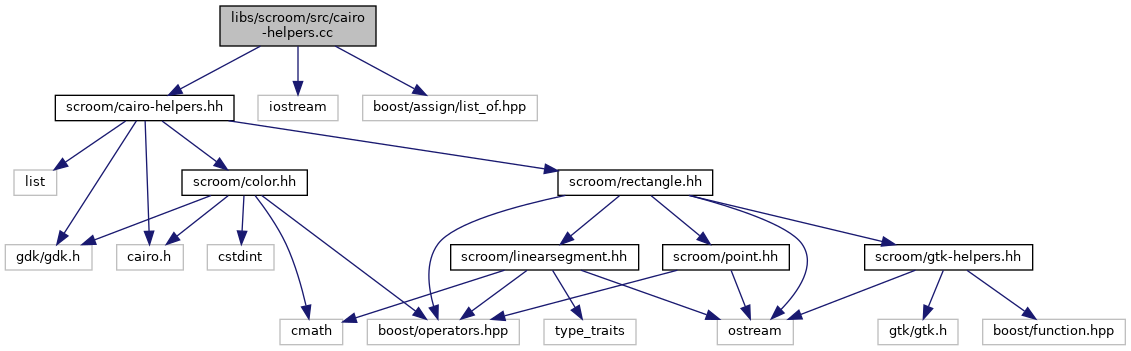 libs/scroom/src/cairo
-helpers.cc
scroom/cairo-helpers.hh
iostream
boost/assign/list_of.hpp
list
scroom/color.hh
scroom/rectangle.hh
gdk/gdk.h
cairo.h
cstdint
scroom/linearsegment.hh
scroom/point.hh
scroom/gtk-helpers.hh
cmath
boost/operators.hpp
type_traits
ostream
gtk/gtk.h
boost/function.hpp